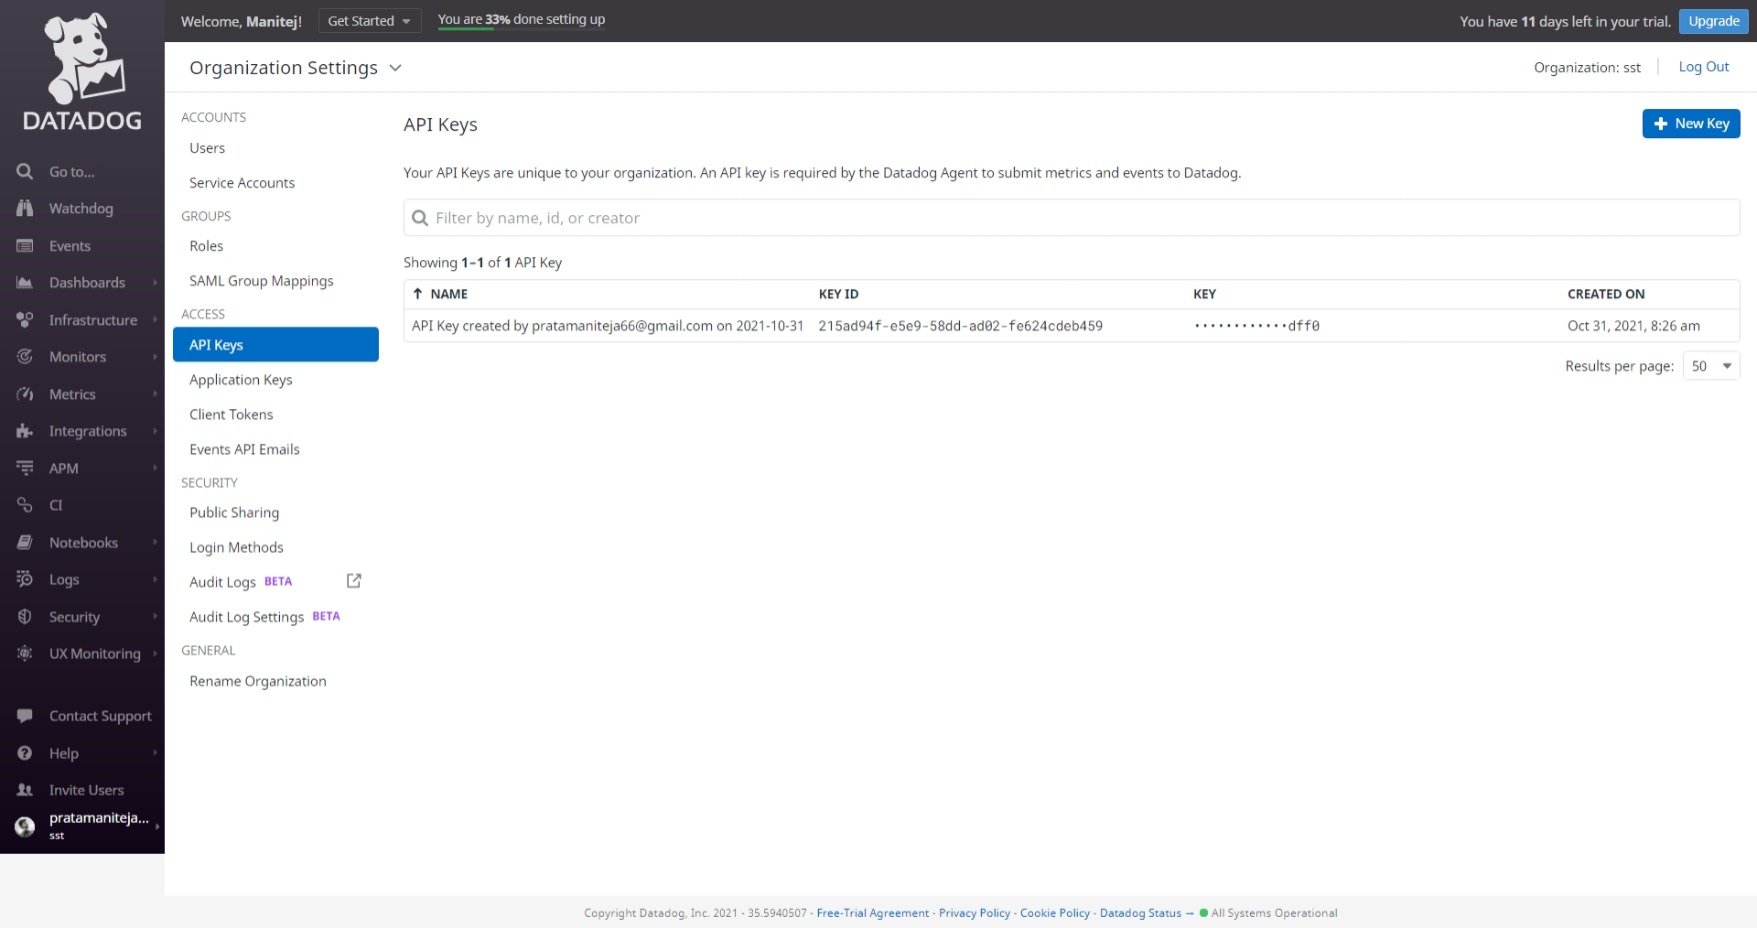 Welcome, Manitej!
Get Started
You are 33% done setting up
You have 11 days left in your trial.
Upgrade
DATADOG
Go to...
Watchdog
Events
Dashboards
Infrastructure
Monitors
Metrics
Integrations
APM
CI
Notebooks
Logs
Security
UX Monitoring
Contact Support
Help
Invite Users
pratamaniteja...
sst
Organization Settings
Organization: sst
Log Out
ACCOUNTS
Users
Service Accounts
GROUPS
Roles
SAML Group Mappings
ACCESS
API Keys
Application Keys
Client Tokens
Events API Emails
SECURITY
Public Sharing
Login Methods
Audit Logs BETA
Audit Log Settings BETA
GENERAL
Rename Organization
API Keys
+ New Key
Your API Keys are unique to your organization. An API key is required by the Datadog Agent to submit metrics and events to Datadog.
Filter by name, id, or creator
Showing 1–1 of 1 API Key
↑ NAME KEY ID KEY CREATED ON
API Key created by pratamaniteja66@gmail.com on 2021-10-31 215ad94f-e5e9-58dd-ad02-fe624cdeb459 ············dff0 Oct 31, 2021, 8:26 am
Results per page: 50
Copyright Datadog, Inc. 2021 - 35.5940507 - Free-Trial Agreement - Privacy Policy - Cookie Policy - Datadog Status → All Systems Operational